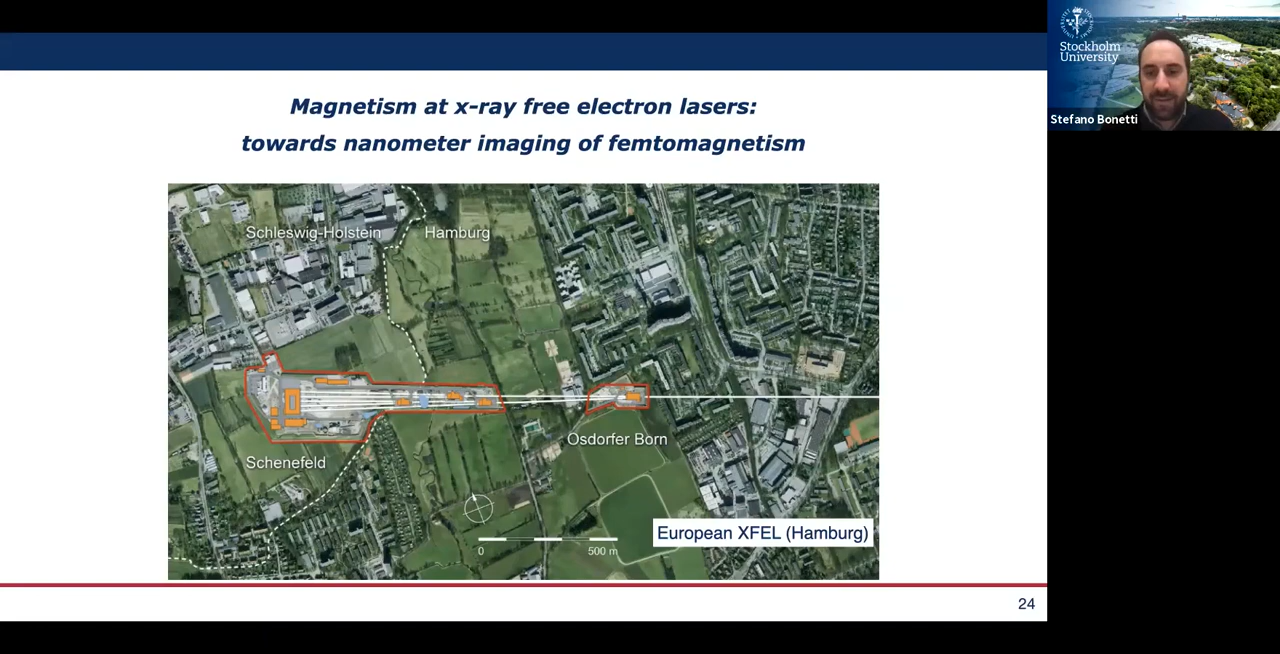 Magnetism at x-ray free electron lasers:
towards nanometer imaging of femtomagnetism
Schleswig-Holstein
Hamburg
Osdorfer Born
Schenefeld
0
500 m
European XFEL (Hamburg)
24
Stockholm
University
Stefano Bonetti